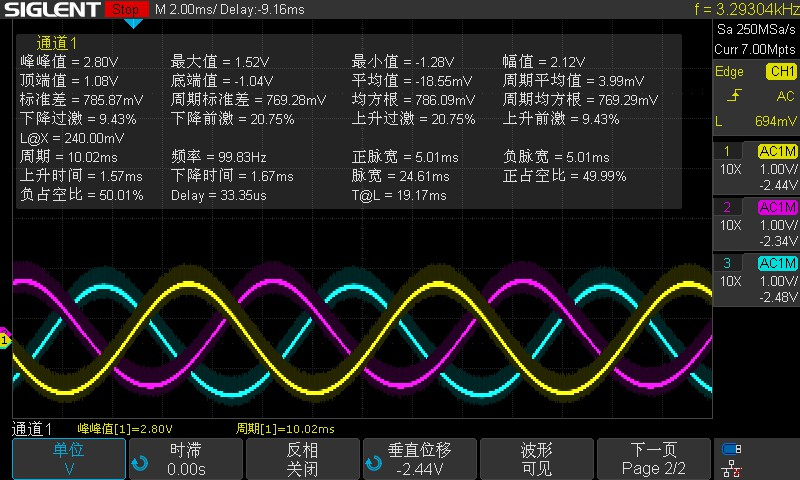 SIGLENT Stop M 2.00ms/ Delay:-9.16ms f = 3.29304kHz
Sa 250MSa/s
Curr 7.00Mpts
Edge CH1
AC
L 694mV
通道1
峰峰值 = 2.80V 最大值 = 1.52V 最小值 = -1.28V 幅值 = 2.12V
顶端值 = 1.08V 底端值 = -1.04V 平均值 = -18.55mV 周期平均值 = 3.99mV
标准差 = 785.87mV 周期标准差 = 769.28mV 均方根 = 786.09mV 周期均方根 = 769.29mV
下降过激 = 9.43% 下降前激 = 20.75% 上升过激 = 20.75% 上升前激 = 9.43%
L@X = 240.00mV
周期 = 10.02ms 频率 = 99.83Hz 正脉宽 = 5.01ms 负脉宽 = 5.01ms
上升时间 = 1.57ms 下降时间 = 1.67ms 脉宽 = 24.61ms 正占空比 = 49.99%
负占空比 = 50.01% Delay = 33.35us T@L = 19.17ms
1 AC1M
10X 1.00V/
-2.44V
2 AC1M
10X 1.00V/
-2.34V
3 AC1M
10X 1.00V/
-2.48V
1
通道1 峰峰值[1]=2.80V 周期[1]=10.02ms
单位 时滞 反相 垂直位移 波形 下一页
V 0.00s 关闭 -2.44V 可见 Page 2/2